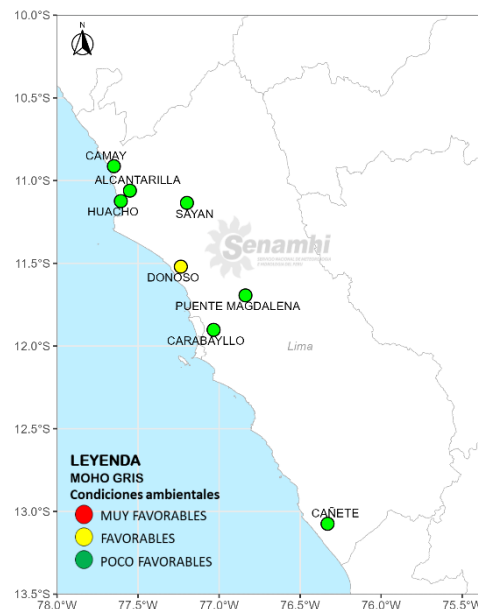 10.0°S
N
10.5°S
CAMAY
11.0°S
ALCANTARILLA
HUACHO
SAYAN
Senamhi
11.5°S
DONOSO
PUENTE MAGDALENA
CARABAYLLO
12.0°S
Lima
12.5°S
LEYENDA
MOHO GRIS
Condiciones ambientales
MUY FAVORABLES
FAVORABLES
POCO FAVORABLES
CAÑETE
13.0°S
13.5°S
78.0°W 77.5°W 77.0°W 76.5°W 76.0°W 75.5°W